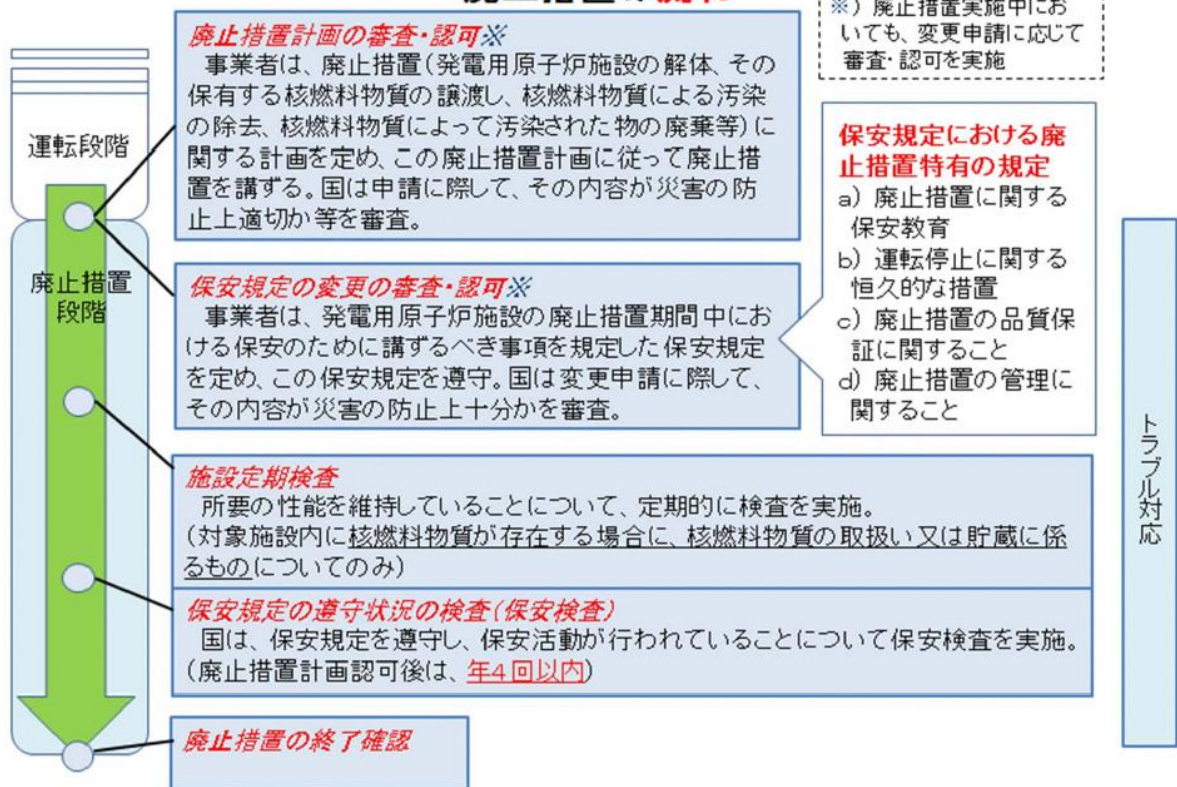 ※）廃止措置実施中にお
いても、変更申請に応じて
審査・認可を実施
運転段階
廃止措置
段階
廃止措置計画の審査・認可※
事業者は、廃止措置（発電用原子炉施設の解体、その
保有する核燃料物質の譲渡し、核燃料物質による汚染
の除去、核燃料物質によって汚染された物の廃棄等）に
関する計画を定め、この廃止措置計画に従って廃止措
置を講ずる。国は申請に際して、その内容が災害の防
止上適切か等を審査。
保安規定の変更の審査・認可※
事業者は、発電用原子炉施設の廃止措置期間中にお
ける保安のために講ずるべき事項を規定した保安規定
を定め、この保安規定を遵守。国は変更申請に際して、
その内容が災害の防止上十分かを審査。
保安規定における廃
止措置特有の規定
a）廃止措置に関する
保安教育
b）運転停止に関する
恒久的な措置
c）廃止措置の品質保
証に関すること
d）廃止措置の管理に
関すること
施設定期検査
所要の性能を維持していることについて、定期的に検査を実施。
（対象施設内に核燃料物質が存在する場合に、核燃料物質の取扱い又は貯蔵に係
るものについてのみ）
保安規定の遵守状況の検査（保安検査）
国は、保安規定を遵守し、保安活動が行われていることについて保安検査を実施。
（廃止措置計画認可後は、年4回以内）
廃止措置の終了確認
トラブル対応